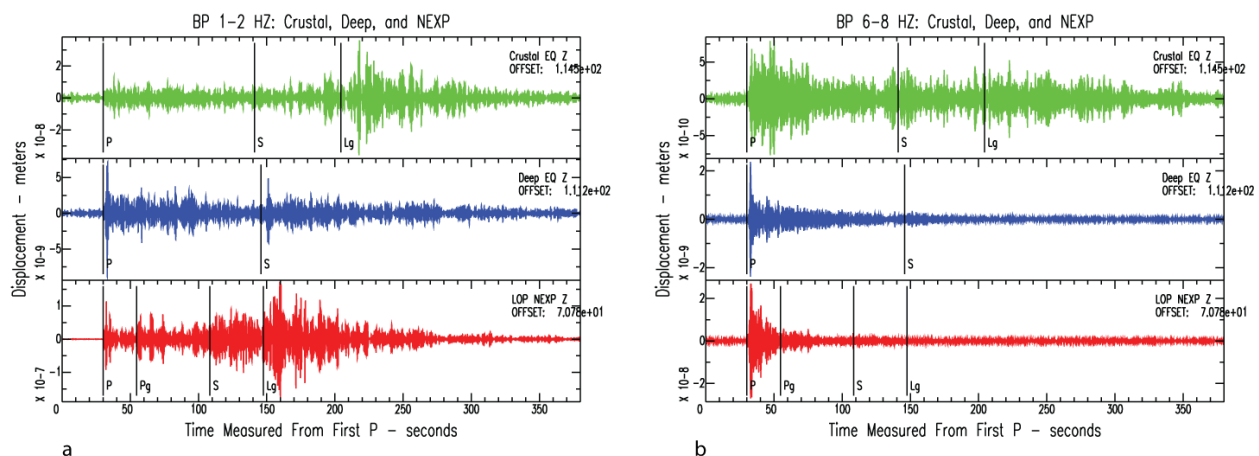 BP 1-2 HZ: Crustal, Deep, and NEXP
Crustal EQ Z
OFFSET: 1.145e+02
2
0
-2
X 10-8
P
S
Lg
Deep EQ Z
OFFSET: 1.112e+02
5
0
-5
X 10-9
P
S
LOP NEXP Z
OFFSET: 7.078e+01
1
0
-1
X 10-7
P
Pg
S
Lg
Displacement - meters
0 50 100 150 200 250 300 350
Time Measured From First P - seconds
a
BP 6-8 HZ: Crustal, Deep, and NEXP
Crustal EQ Z
OFFSET: 1.145e+02
5
0
-5
X 10-10
P
S
Lg
Deep EQ Z
OFFSET: 1.112e+02
2
0
-2
X 10-9
P
S
LOP NEXP Z
OFFSET: 7.078e+01
2
0
-2
X 10-8
P
Pg
S
Lg
Displacement - meters
0 50 100 150 200 250 300 350
Time Measured From First P - seconds
b